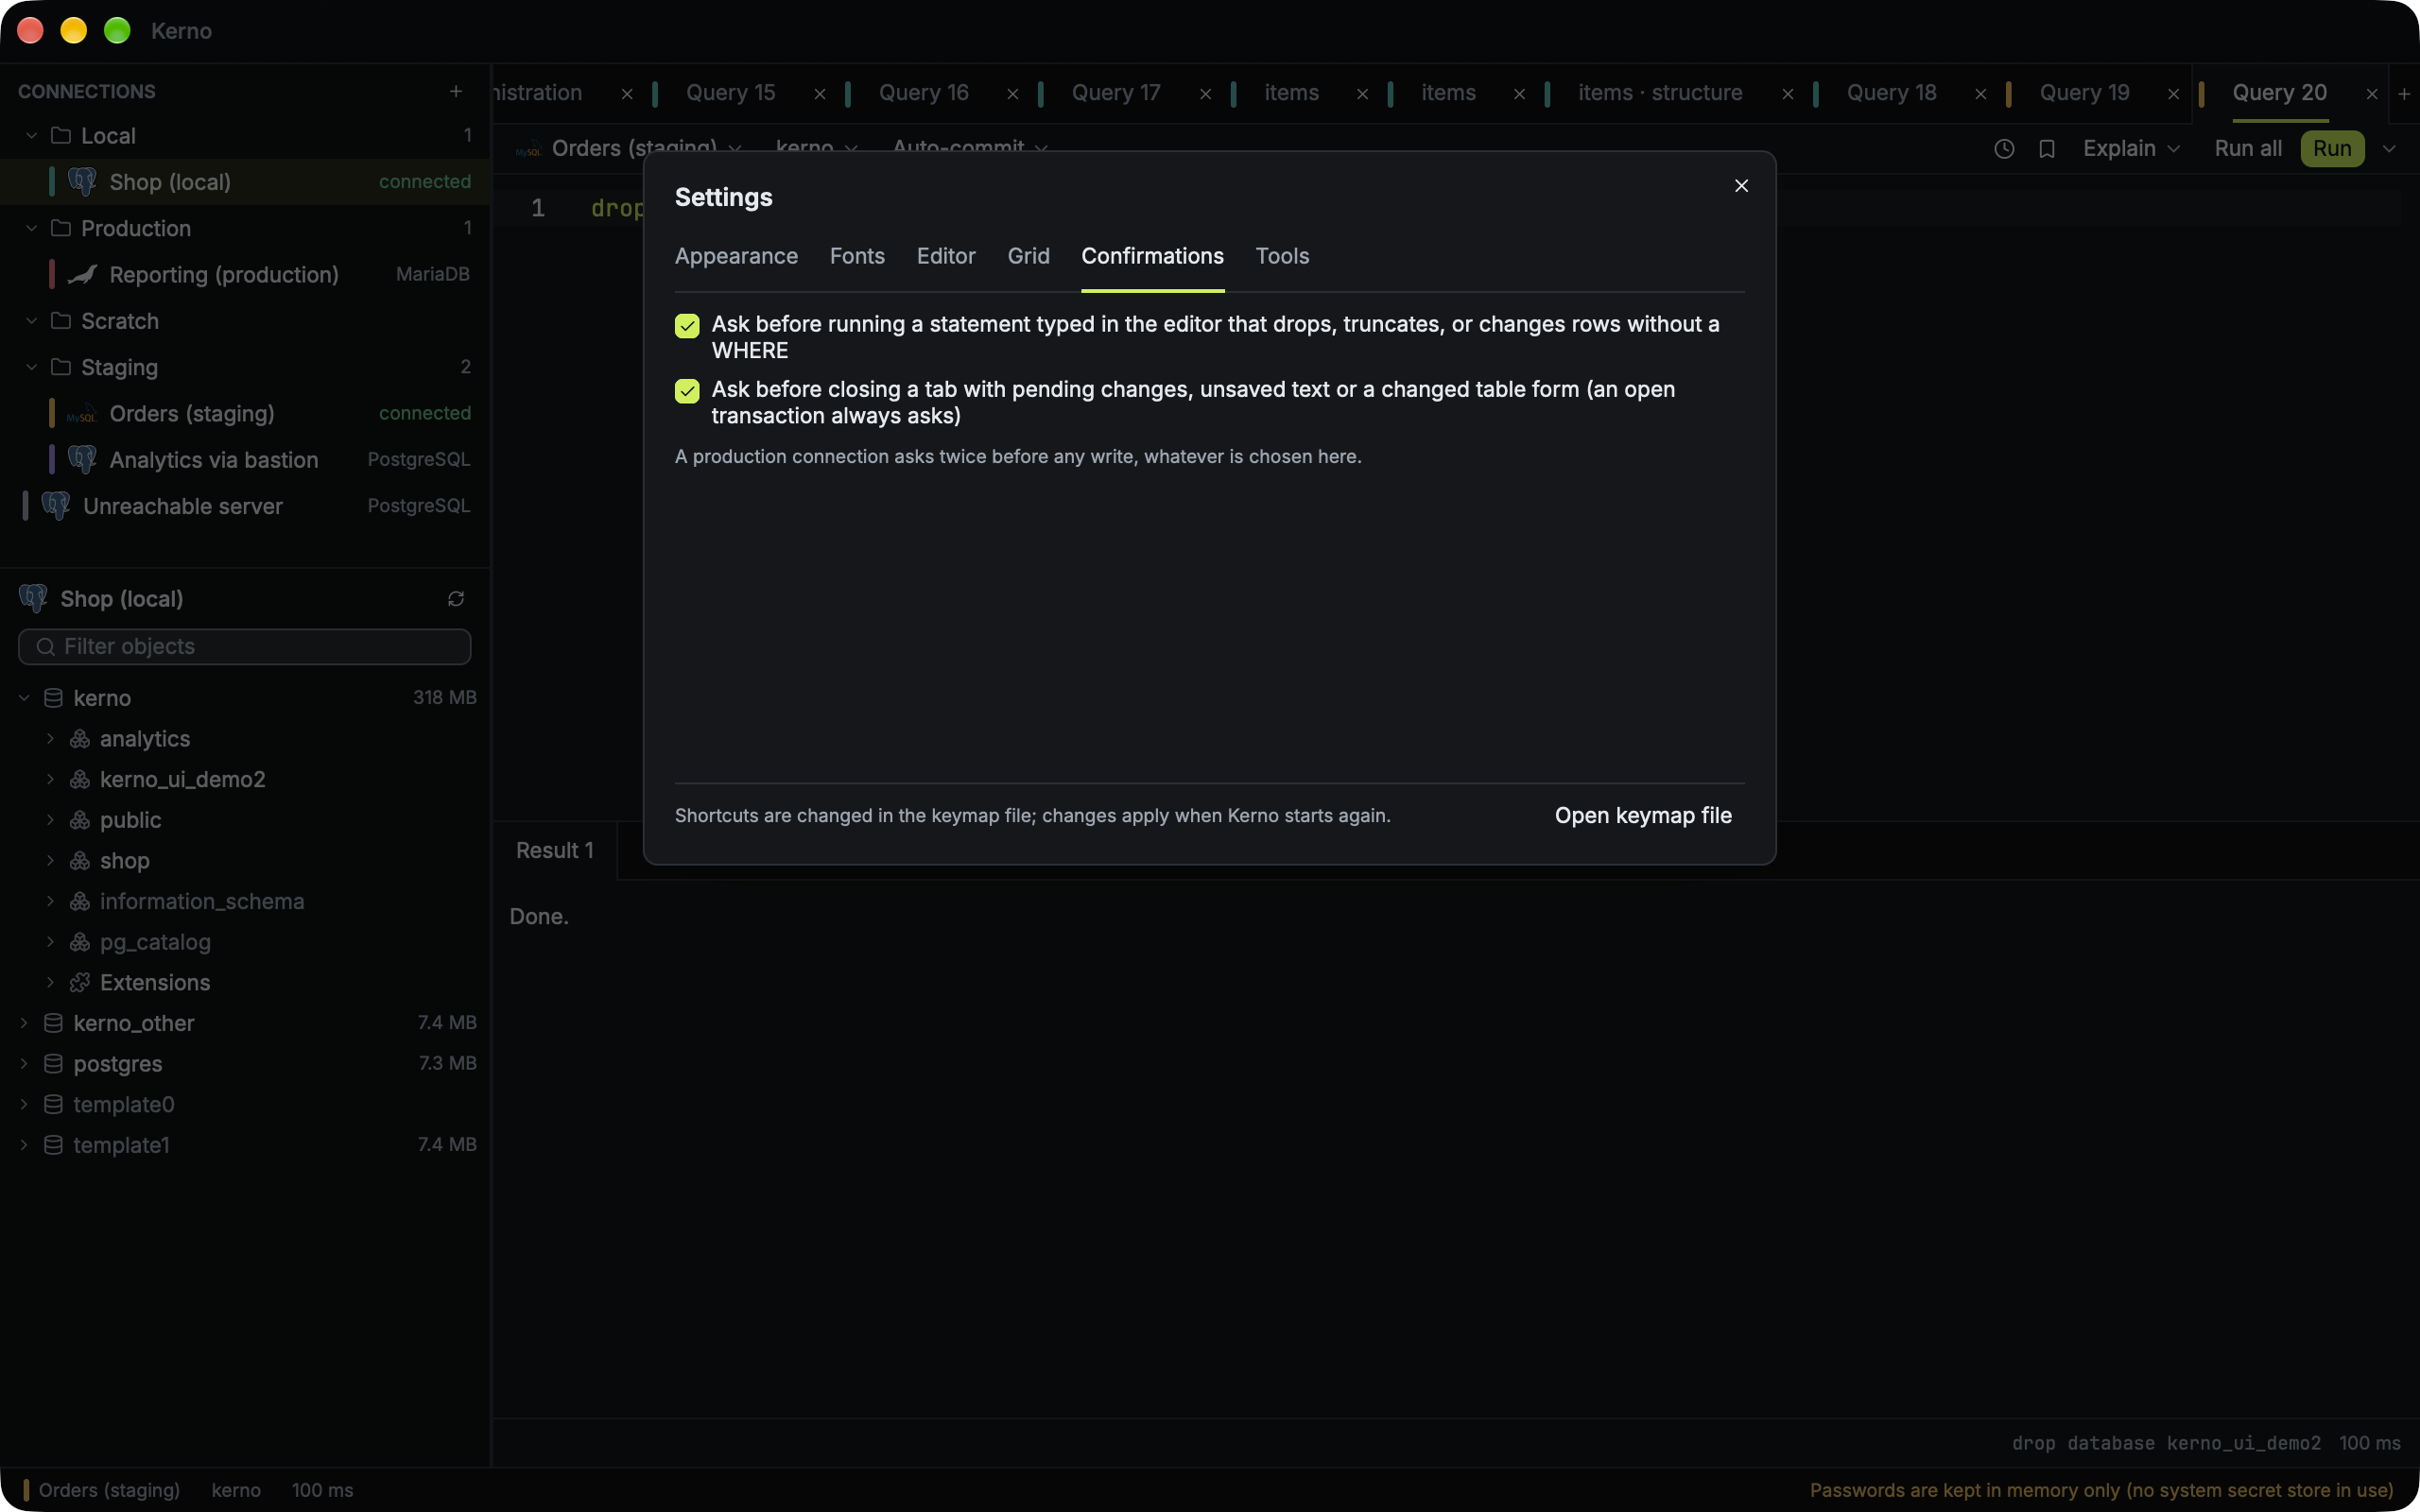 Kerno
CONNECTIONS
Local 1
Shop (local) connected
Production 1
Reporting (production) MariaDB
Scratch
Staging 2
MySQL Orders (staging) connected
Analytics via bastion PostgreSQL
Unreachable server PostgreSQL
Shop (local)
Filter objects
kerno 318 MB
analytics
kerno_ui_demo2
public
shop
information_schema
pg_catalog
Extensions
kerno_other 7.4 MB
postgres 7.3 MB
template0
template1 7.4 MB
nistration Query 15 Query 16 Query 17 items items items · structure Query 18 Query 19 Query 20
MySQL Orders (staging) kerno Auto-commit Explain Run all Run
1 drop
Settings
Appearance Fonts Editor Grid Confirmations Tools
Ask before running a statement typed in the editor that drops, truncates, or changes rows without a
WHERE
Ask before closing a tab with pending changes, unsaved text or a changed table form (an open
transaction always asks)
A production connection asks twice before any write, whatever is chosen here.
Shortcuts are changed in the keymap file; changes apply when Kerno starts again. Open keymap file
Result 1
Done.
drop database kerno_ui_demo2 100 ms
Orders (staging) kerno 100 ms Passwords are kept in memory only (no system secret store in use)